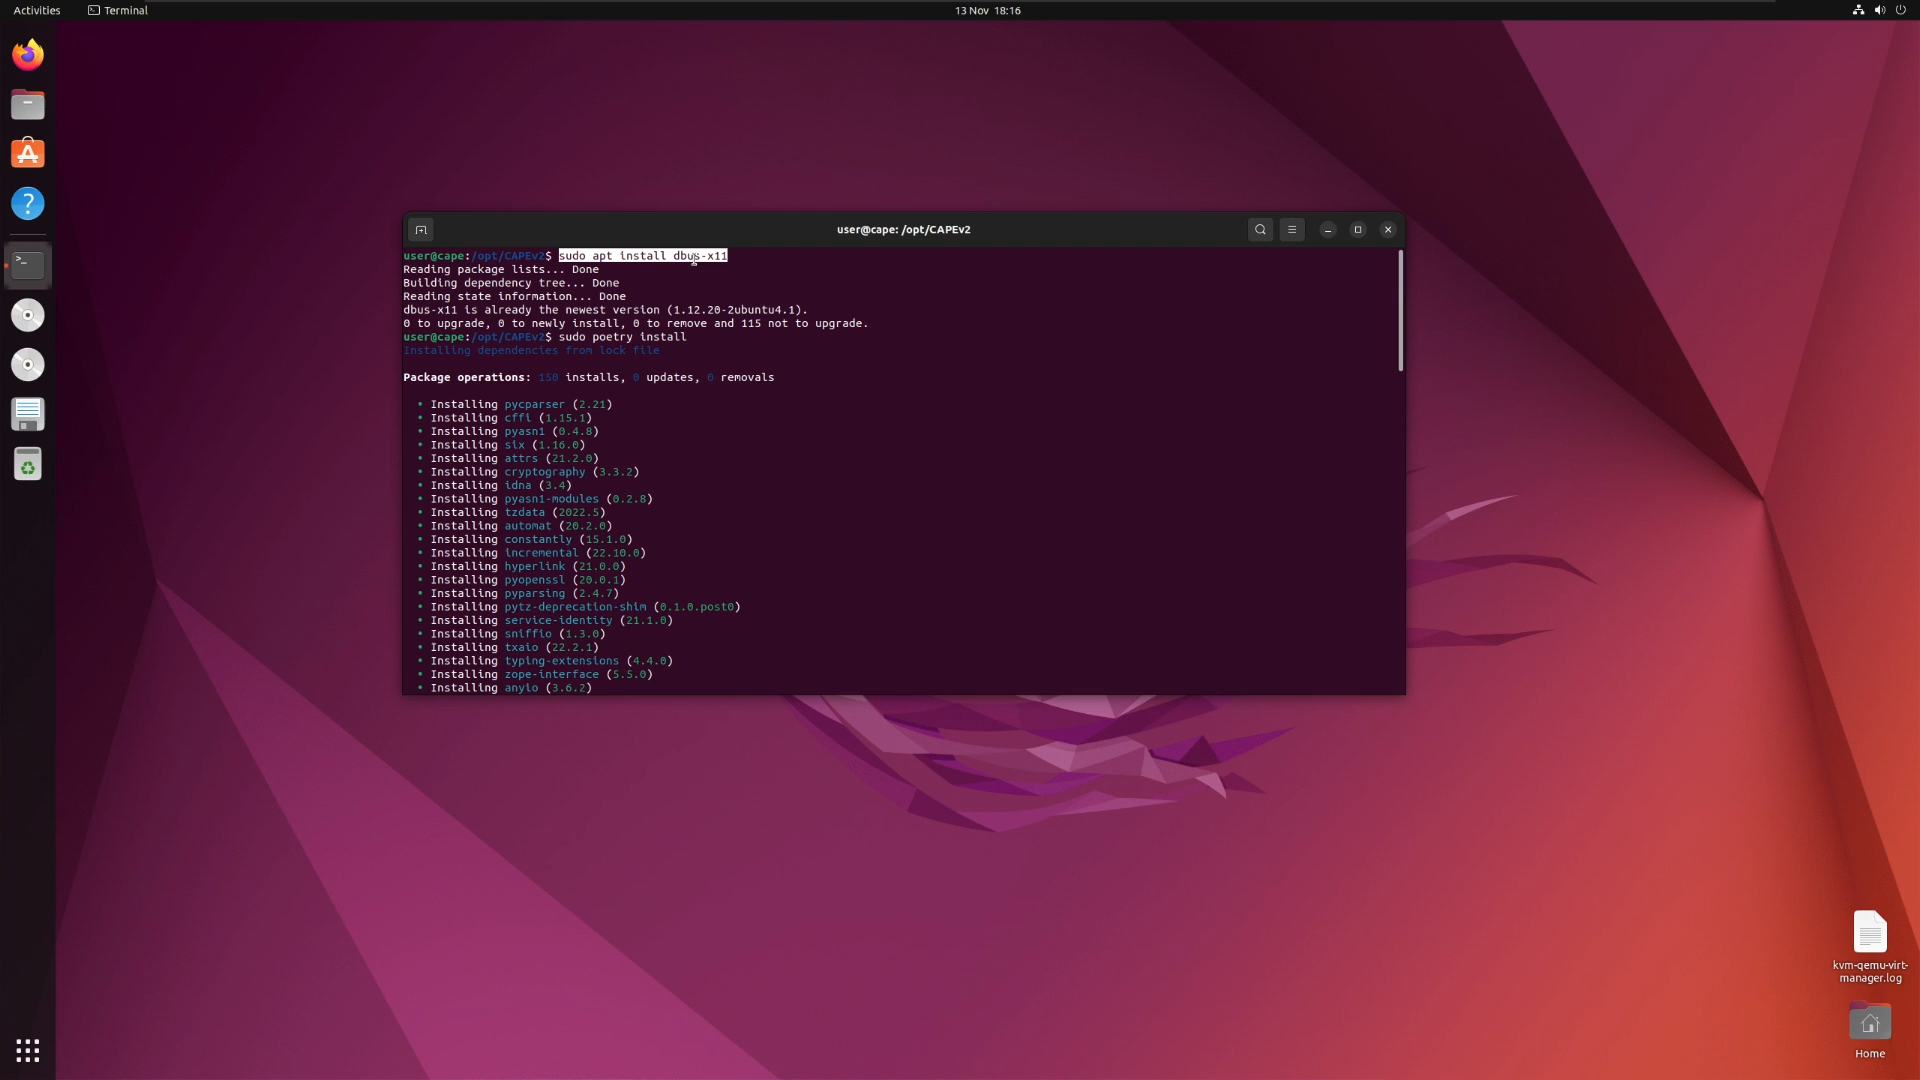 Activities
Terminal
13 Nov 18:16
user@cape: /opt/CAPEv2
user@cape:/opt/CAPEv2$ sudo apt install dbus-x11
Reading package lists... Done
Building dependency tree... Done
Reading state information... Done
dbus-x11 is already the newest version (1.12.20-2ubuntu4.1).
0 to upgrade, 0 to newly install, 0 to remove and 115 not to upgrade.
user@cape:/opt/CAPEv2$ sudo poetry install
Installing dependencies from lock file
Package operations: 150 installs, 0 updates, 0 removals
• Installing pycparser (2.21)
• Installing cffi (1.15.1)
• Installing pyasn1 (0.4.8)
• Installing six (1.16.0)
• Installing attrs (21.2.0)
• Installing cryptography (3.3.2)
• Installing idna (3.4)
• Installing pyasn1-modules (0.2.8)
• Installing tzdata (2022.5)
• Installing automat (20.2.0)
• Installing constantly (15.1.0)
• Installing incremental (22.10.0)
• Installing hyperlink (21.0.0)
• Installing pyopenssl (20.0.1)
• Installing pyparsing (2.4.7)
• Installing pytz-deprecation-shim (0.1.0.post0)
• Installing service-identity (21.1.0)
• Installing sniffio (1.3.0)
• Installing txaio (22.2.1)
• Installing typing-extensions (4.4.0)
• Installing zope-interface (5.5.0)
• Installing anyio (3.6.2)
kvm-qemu-virt-
manager.log
Home